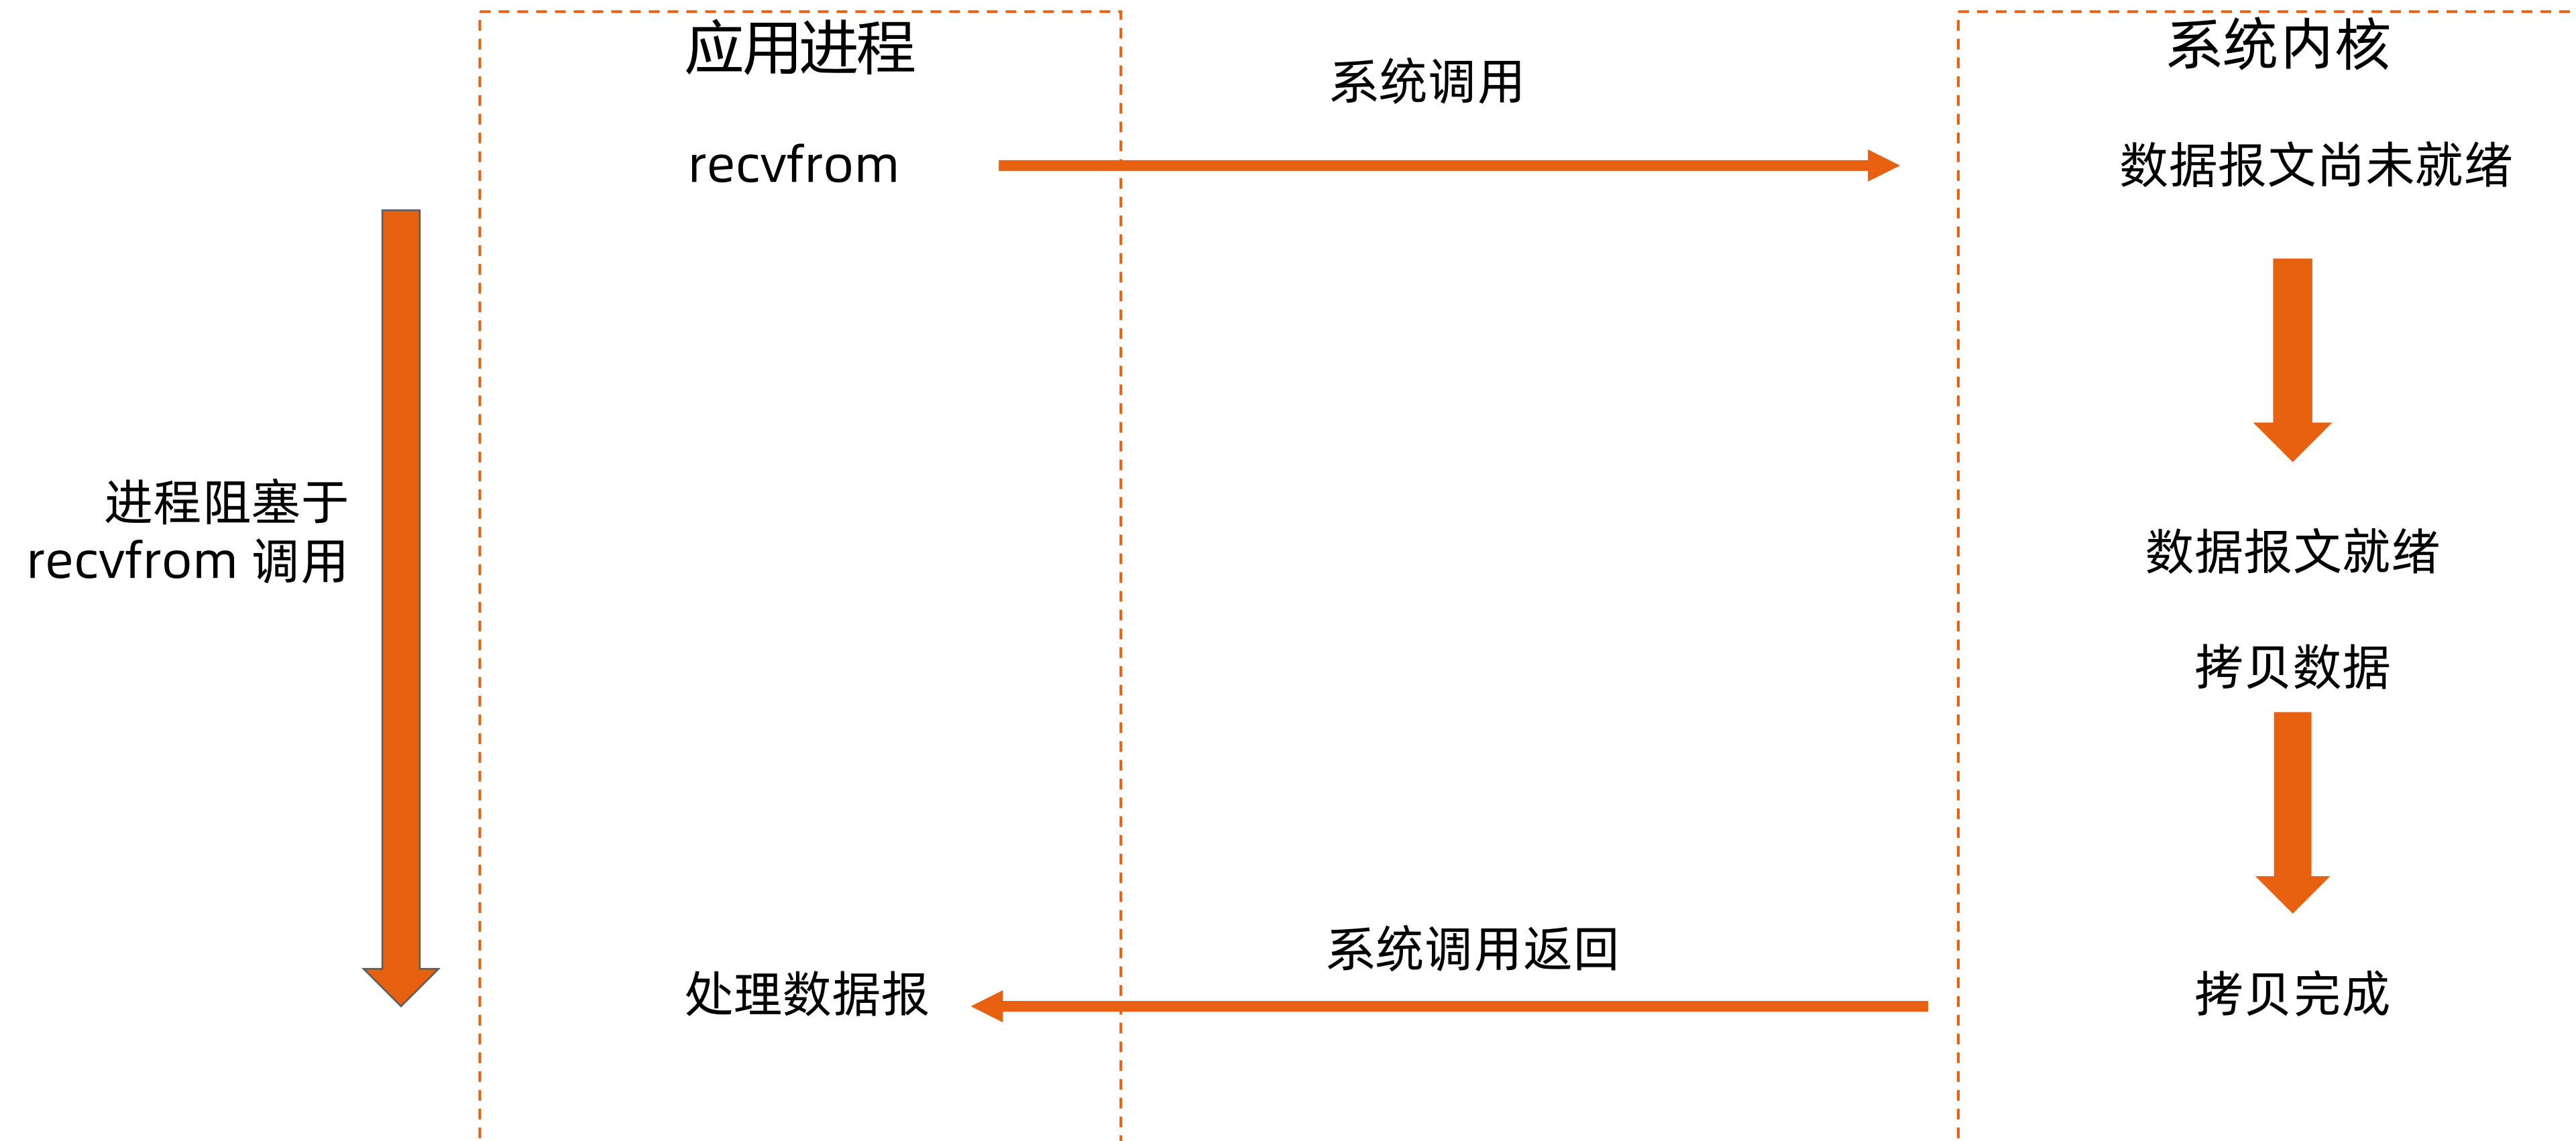 应用进程
系统调用
系统内核
recvfrom
数据报文尚未就绪
进程阻塞于
recvfrom 调用
数据报文就绪
拷贝数据
系统调用返回
处理数据报
拷贝完成